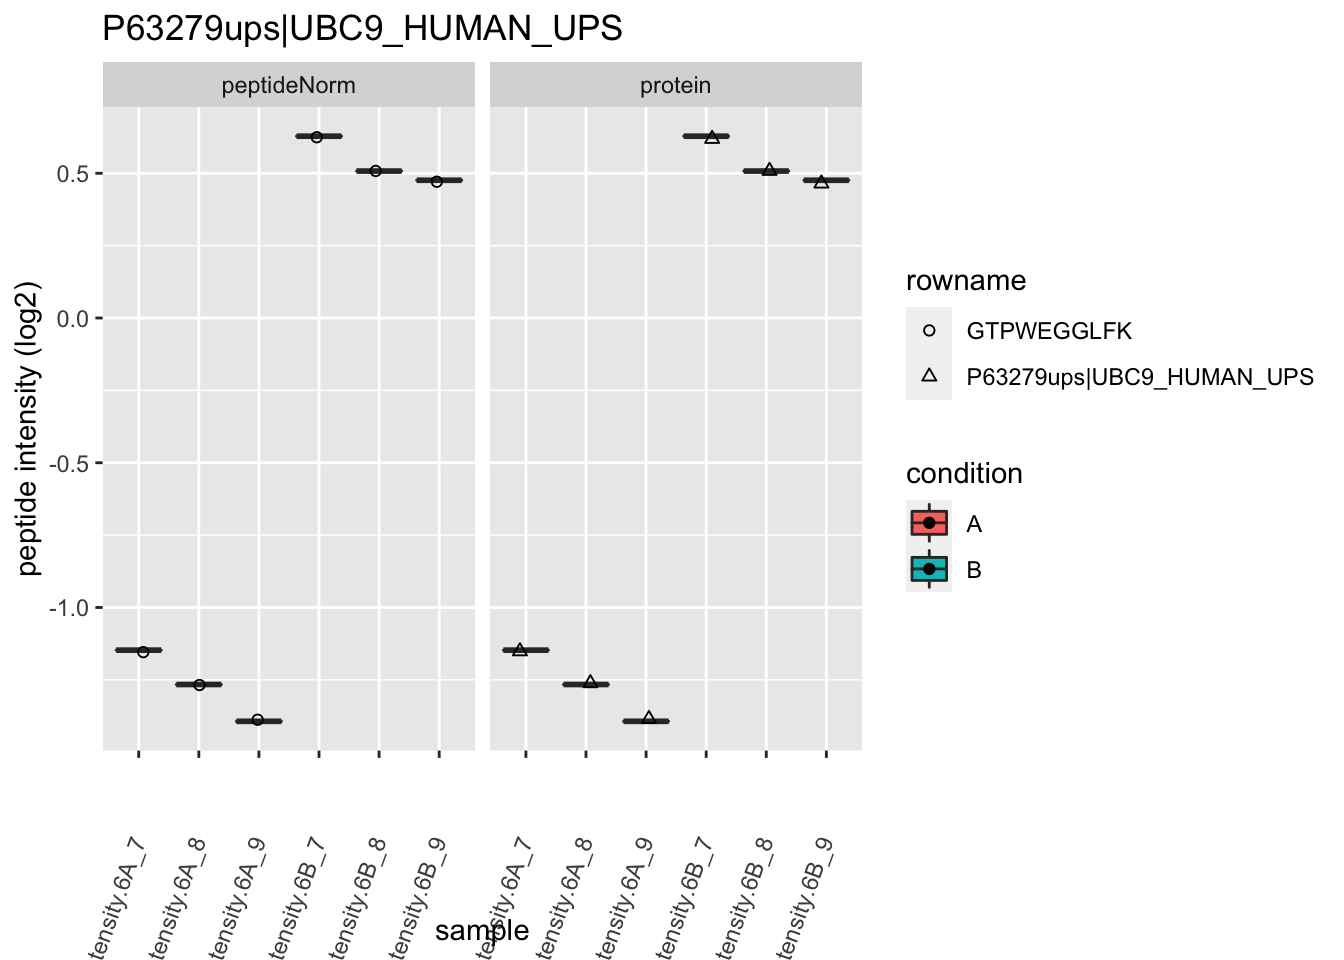 P63279ups|UBC9_HUMAN_UPS
peptideNorm
protein
peptide intensity (log2)
0.5
0.0
-0.5
-1.0
tensity.6A_7
tensity.6A_8
tensity.6A_9
tensity.6B_7
tensity.6B_8
tensity.6B_9
tensity.6A_7
tensity.6A_8
tensity.6A_9
tensity.6B_7
tensity.6B_8
tensity.6B_9
sample
rowname
GTPWEGGLFK
P63279ups|UBC9_HUMAN_UPS
condition
A
B